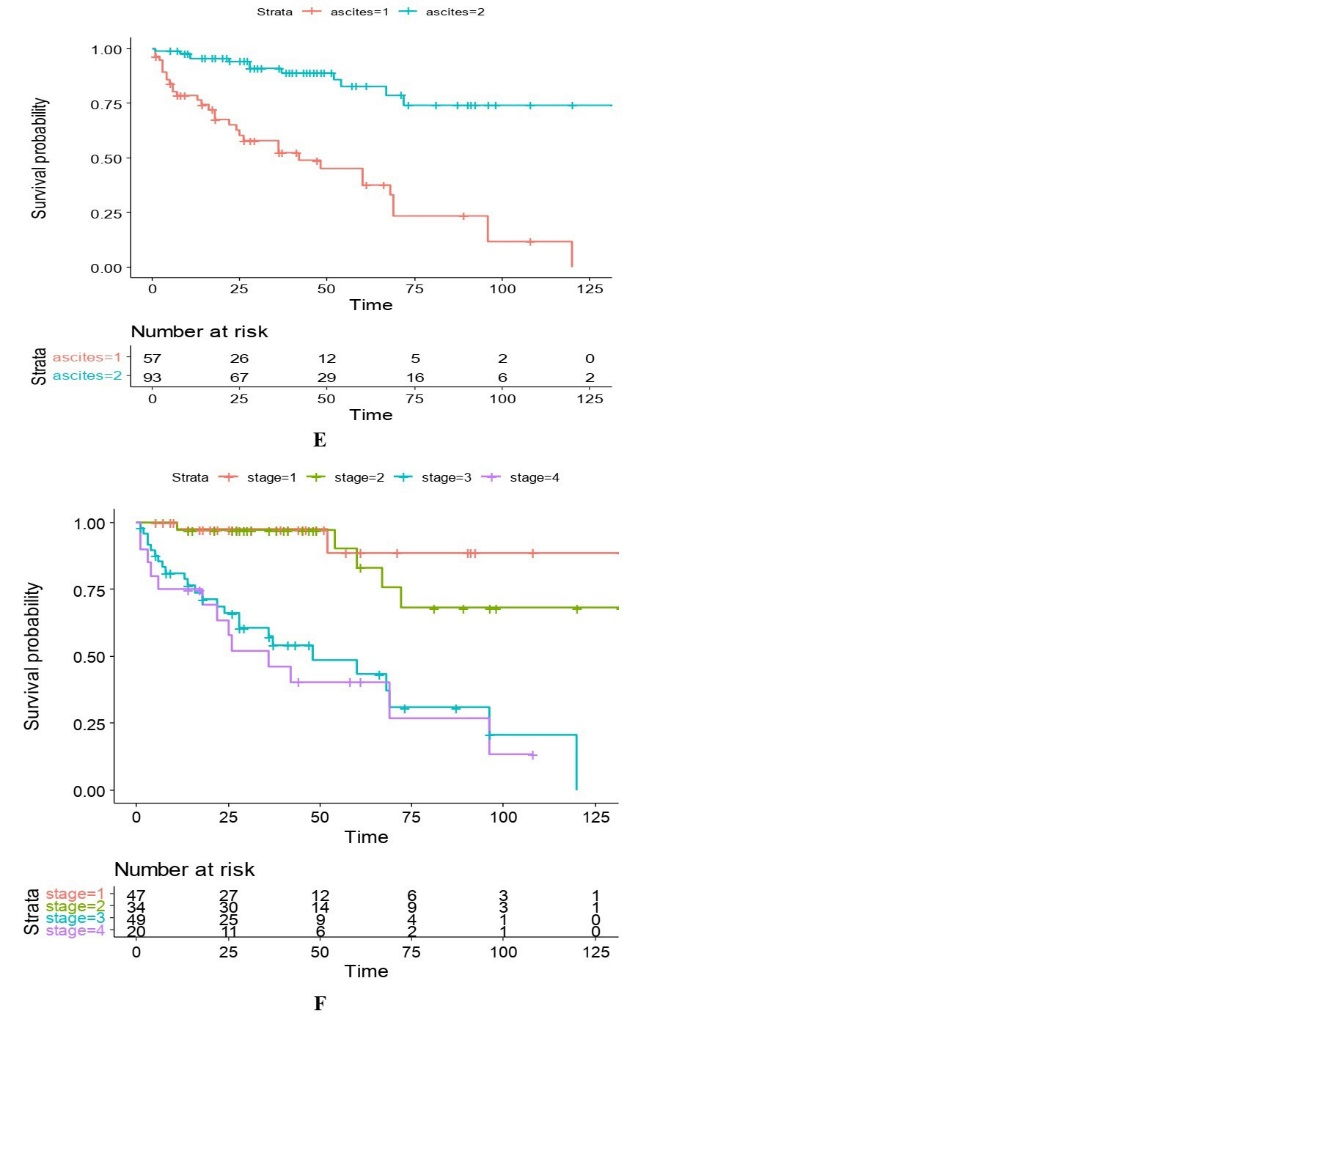 Strata ascites=1 ascites=2
1.00
0.75
0.50
0.25
0.00
Survival probability
0 25 50 75 100 125
Time
Number at risk
Strata
ascites=1 57 26 12 5 2 0
ascites=2 93 67 29 16 6 2
0 25 50 75 100 125
Time
E
Strata stage=1 stage=2 stage=3 stage=4
1.00
0.75
0.50
0.25
0.00
Survival probability
0 25 50 75 100 125
Time
Number at risk
Strata
stage=1 47 27 12 6 3 1
stage=2 34 30 14 9 3 1
stage=3 49 25 9 4 1 0
stage=4 20 11 6 2 1 0
0 25 50 75 100 125
Time
F